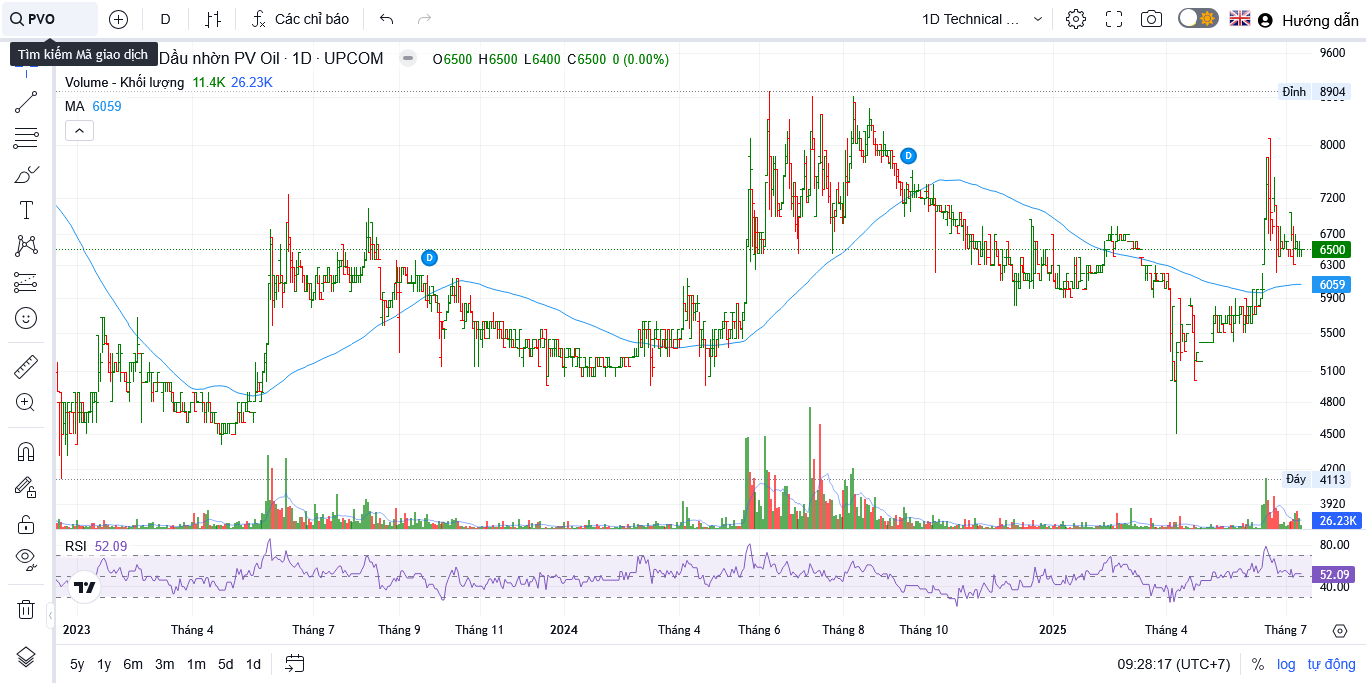 PVO
D
Các chỉ báo
1D Technical ...
Hướng dẫn
Tìm kiếm Mã giao dịch
Dầu nhờn PV Oil · 1D · UPCOM
O6500 H6500 L6400 C6500 0 (0.00%)
Volume - Khối lượng 11.4K 26.23K
MA 6059
9600
Đỉnh 8904
8000
7200
6700
6500
6300
6059
5900
5500
5100
4800
4500
4200
Đáy 4113
3920
26.23K
D
D
RSI 52.09
80.00
52.09
40.00
2023 Tháng 4 Tháng 7 Tháng 9 Tháng 11 2024 Tháng 4 Tháng 6 Tháng 8 Tháng 10 2025 Tháng 4 Tháng 7
5y 1y 6m 3m 1m 5d 1d
09:28:17 (UTC+7) % log tự động